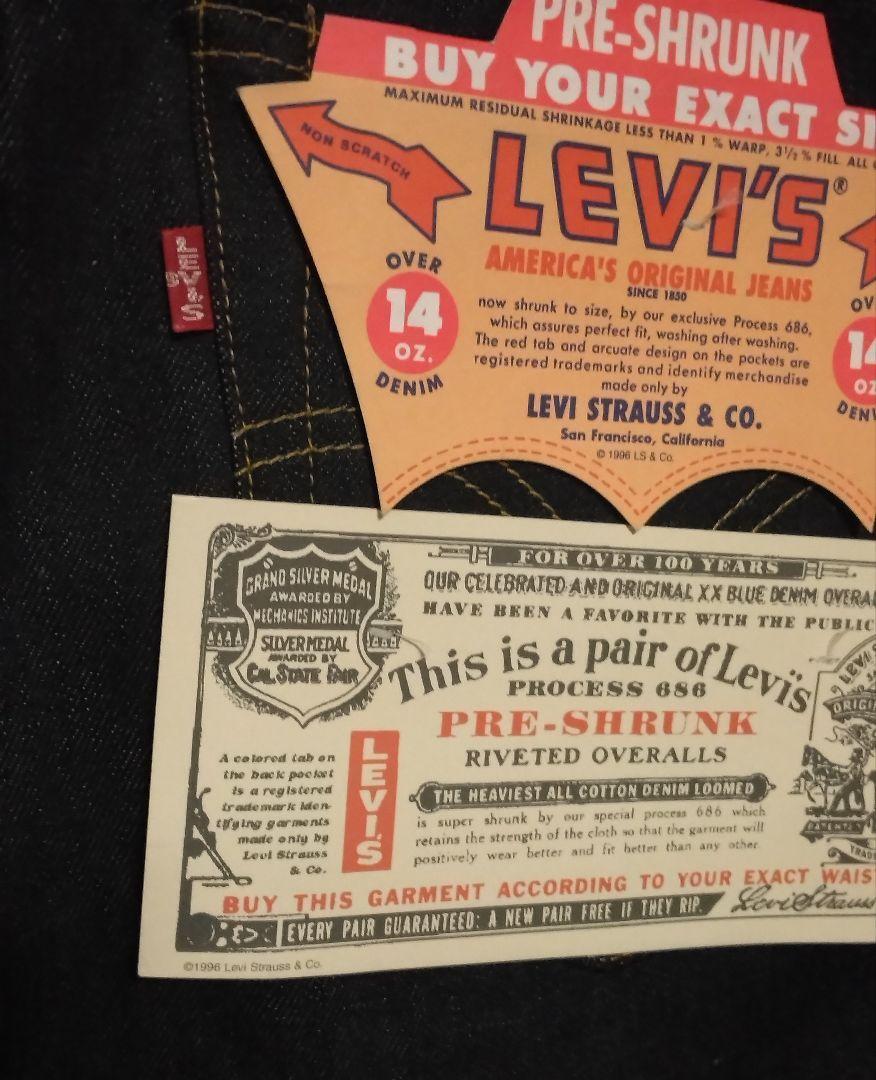 PRE-SHRUNK
BUY YOUR EXACT
MAXIMUM RESIDUAL SHRINKAGE LESS THAN 1 % WARP, 3½ % FILL ALL
NON SCRATCH
LEVI'S®
AMERICA'S ORIGINAL JEANS
SINCE 1850
OVER
14
OZ.
DENIM
now shrunk to size, by our exclusive Process 686,
which assures perfect fit, washing after washing.
The red tab and arcuate design on the pockets are
registered trademarks and identify merchandise
made only by
LEVI STRAUSS & CO.
San Francisco, California
© 1996 LS & Co.
LEVI'S
GRAND SILVER MEDAL
AWARDED BY
MECHANICS INSTITUTE
SILVER MEDAL
AWARDED BY
CAL STATE FAIR
FOR OVER 100 YEARS
OUR CELEBRATED AND ORIGINAL XX BLUE DENIM
HAVE BEEN A FAVORITE WITH THE PUBLIC
This is a pair of Levi's
PROCESS 686
PRE-SHRUNK
RIVETED OVERALLS
THE HEAVIEST ALL COTTON DENIM LOOMED
is super shrunk by our special process 686 which
retains the strength of the cloth so that the garment will
positively wear better and fit better than any other.
A colored tab on
the back pocket
is a registered
trademark iden-
tifying garments
made only by
Levi Strauss
& Co.
LEVI'S
BUY THIS GARMENT ACCORDING TO YOUR EXACT
EVERY PAIR GUARANTEED: A NEW PAIR FREE IF THEY RIP.
Levi Strauss
©1996 Levi Strauss & Co.